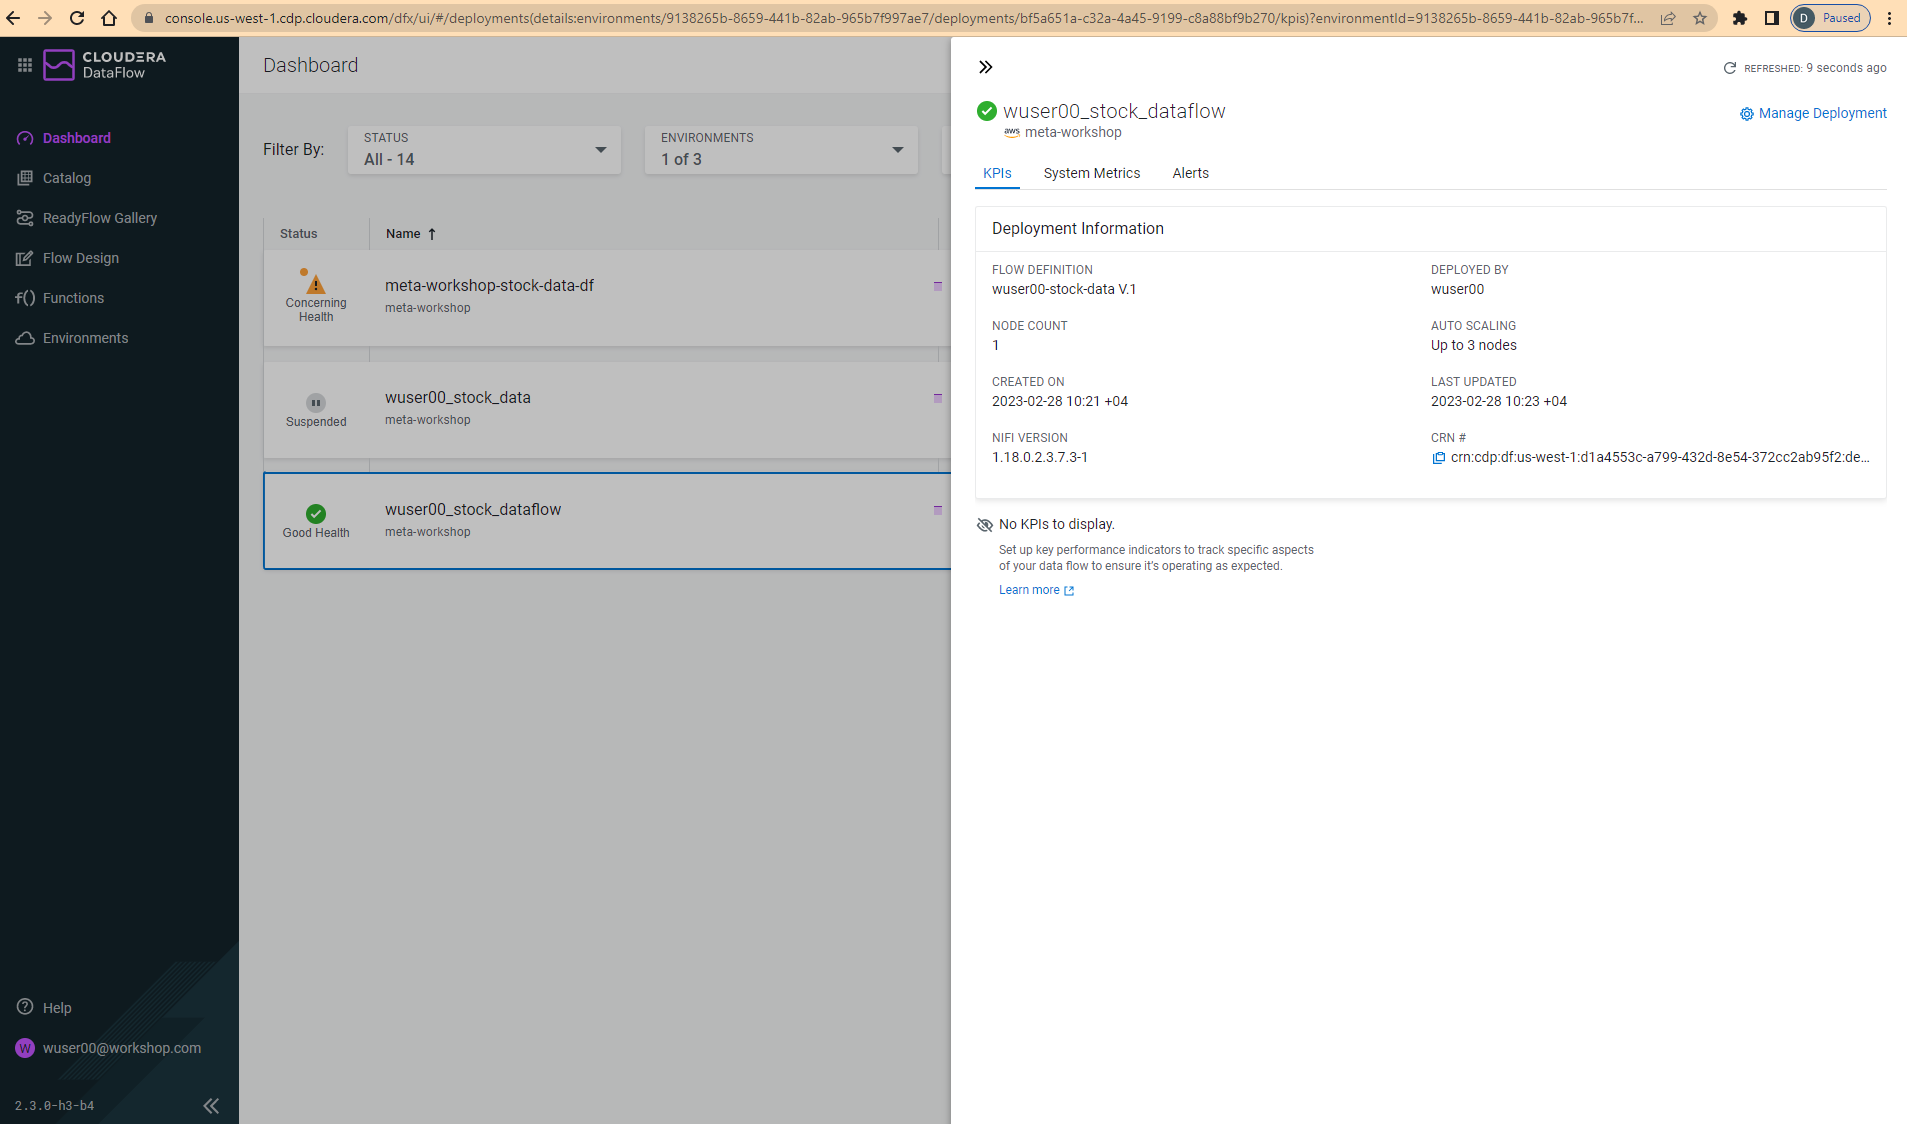 console.us-west-1.cdp.cloudera.com/dfx/ui/#/deployments(details:environments/9138265b-8659-441b-82ab-965b7f997ae7/deployments/bf5a651a-c32a-4a45-9199-c8a88bf9b270/kpis)?environmentId=9138265b-8659-441b-82ab-965b7f...
D Paused
CLOUDERA
DataFlow
Dashboard
Catalog
ReadyFlow Gallery
Flow Design
f() Functions
Environments
Help
W wuser00@workshop.com
2.3.0-h3-b4
Dashboard
Filter By:
STATUS
All - 14
ENVIRONMENTS
1 of 3
Status
Name
Concerning
Health
meta-workshop-stock-data-df
meta-workshop
Suspended
wuser00_stock_data
meta-workshop
Good Health
wuser00_stock_dataflow
meta-workshop
REFRESHED: 9 seconds ago
wuser00_stock_dataflow
aws meta-workshop
Manage Deployment
KPIs
System Metrics
Alerts
Deployment Information
FLOW DEFINITION
wuser00-stock-data V.1
DEPLOYED BY
wuser00
NODE COUNT
1
AUTO SCALING
Up to 3 nodes
CREATED ON
2023-02-28 10:21 +04
LAST UPDATED
2023-02-28 10:23 +04
NIFI VERSION
1.18.0.2.3.7.3-1
CRN #
crn:cdp:df:us-west-1:d1a4553c-a799-432d-8e54-372cc2ab95f2:de...
No KPIs to display.
Set up key performance indicators to track specific aspects
of your data flow to ensure it's operating as expected.
Learn more